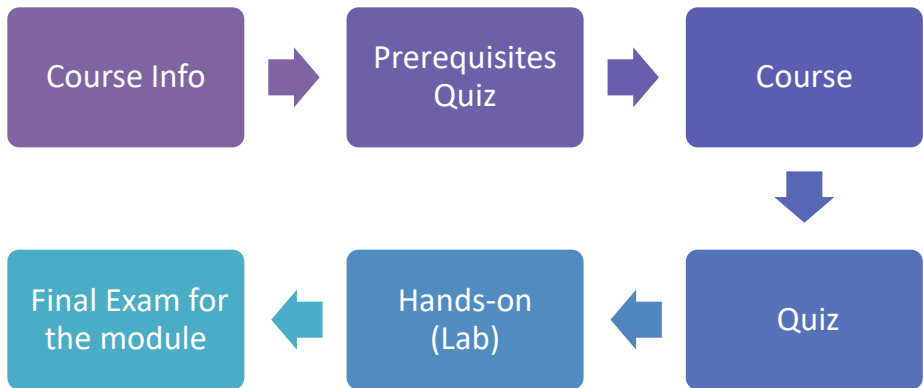 Course Info
Prerequisites
Quiz
Course
Quiz
Hands-on
(Lab)
Final Exam for
the module